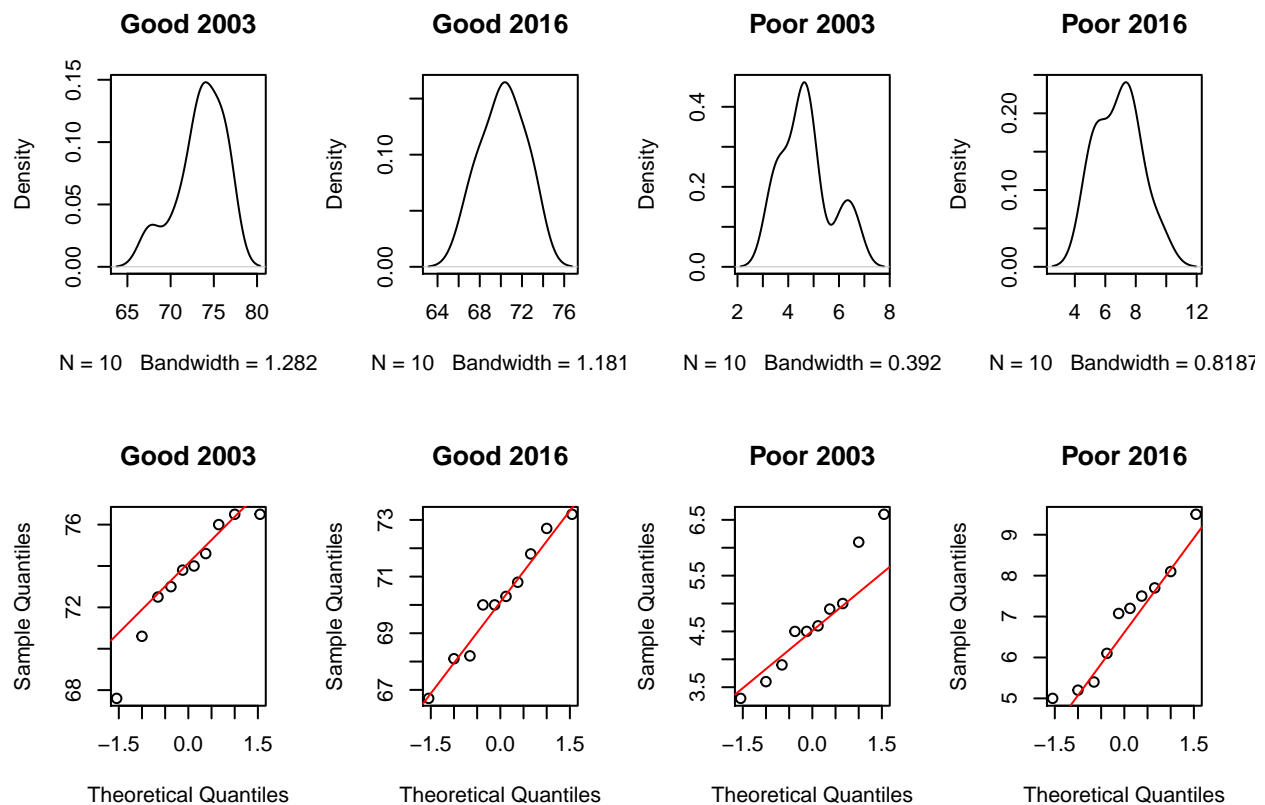 Good 2003
Density
0.00 0.05 0.10 0.15
65 70 75 80
N = 10 Bandwidth = 1.282
Good 2016
Density
0.00 0.10
64 68 72 76
N = 10 Bandwidth = 1.181
Poor 2003
Density
0.0 0.2 0.4
2 4 6 8
N = 10 Bandwidth = 0.392
Poor 2016
Density
0.00 0.10 0.20
4 6 8 12
N = 10 Bandwidth = 0.8187
Good 2003
Sample Quantiles
68 72 76
−1.5 0.0 1.5
Theoretical Quantiles
Good 2016
Sample Quantiles
67 69 71 73
−1.5 0.0 1.5
Theoretical Quantiles
Poor 2003
Sample Quantiles
3.5 4.5 5.5 6.5
−1.5 0.0 1.5
Theoretical Quantiles
Poor 2016
Sample Quantiles
5 6 7 8 9
−1.5 0.0 1.5
Theoretical Quantiles